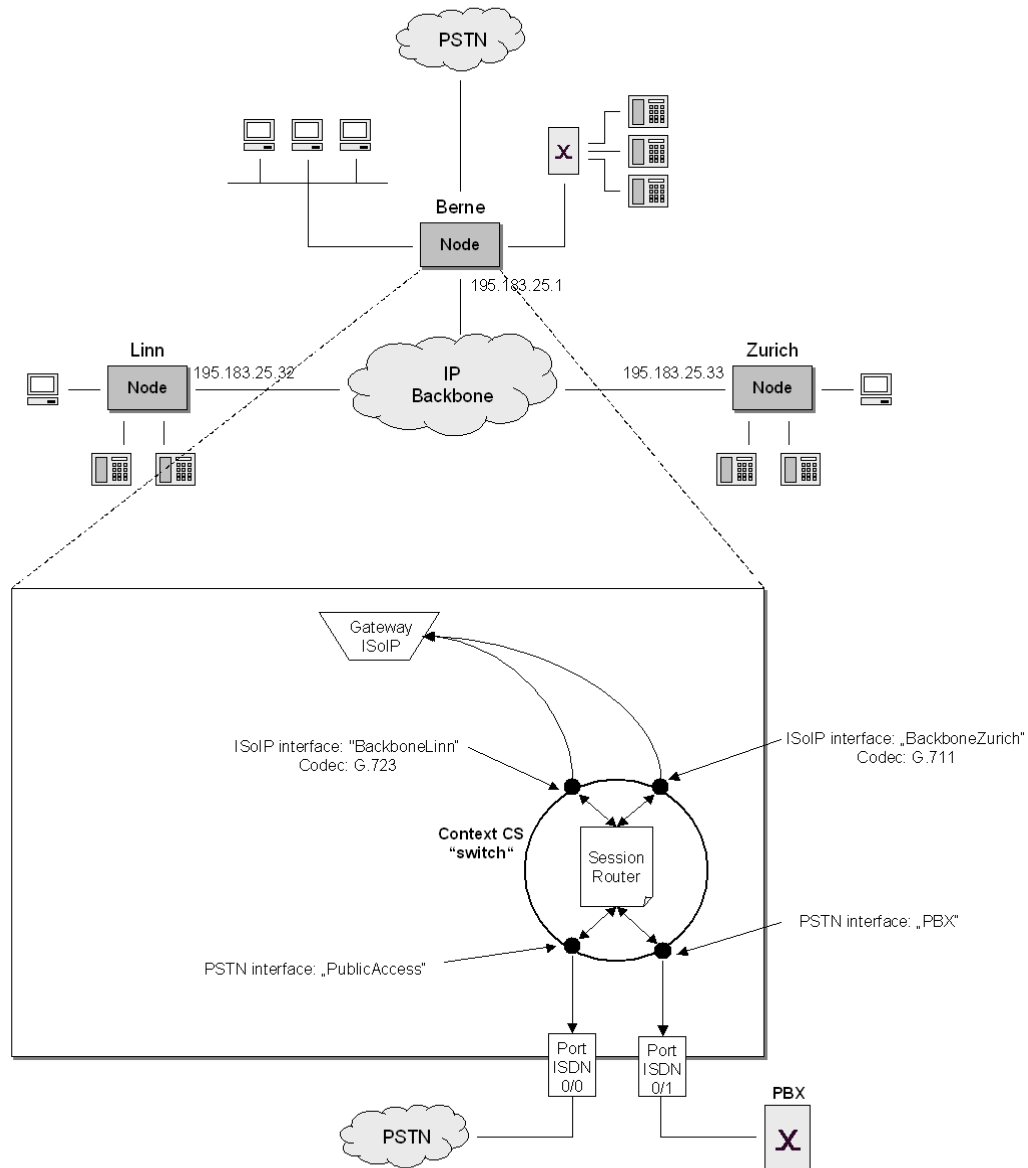 PSTN
Berne
Node
195.183.25.1
Linn
Node
195.183.25.32
IP
Backbone
195.183.25.33
Zurich
Node
Gateway
ISoIP
ISoIP interface: "BackboneLinn"
Codec: G.723
ISoIP interface: „BackboneZurich"
Codec: G.711
Context CS
"switch“
Session
Router
PSTN interface: „PBX"
PSTN interface: „PublicAccess"
Port
ISDN
0/0
Port
ISDN
0/1
PBX
PSTN